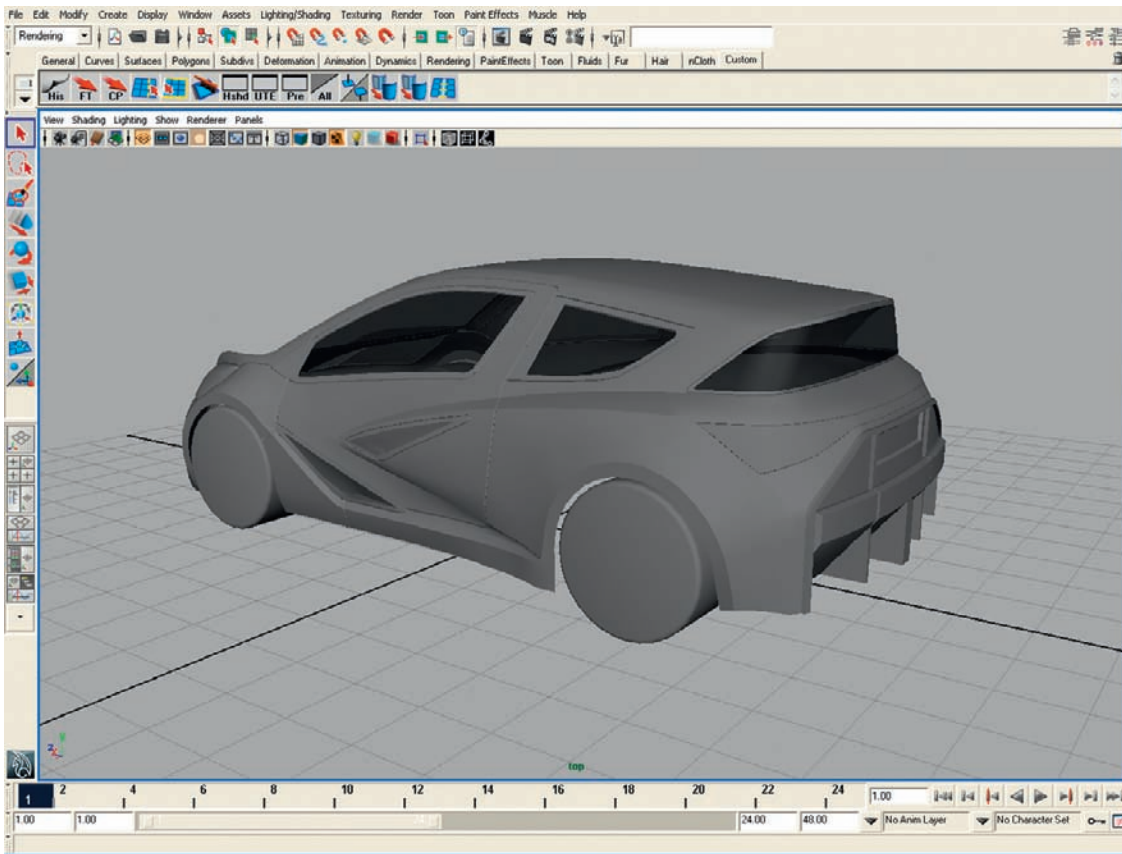 File Edit Modify Create Display Window Assets Lighting/Shading Texturing Render Toon Paint Effects Muscle Help
Rendering
General Curves Surfaces Polygons Subdivs Deformation Animation Dynamics Rendering PaintEffects Toon Fluids Fur Hair nCloth Custom
His FT CP Hshd UTE Pre All
View Shading Lighting Show Renderer Panels
y
z
top
1 2 4 6 8 10 12 14 16 18 20 22 24 1.00
1.00 1.00 24.00 48.00 No Anim Layer No Character Set